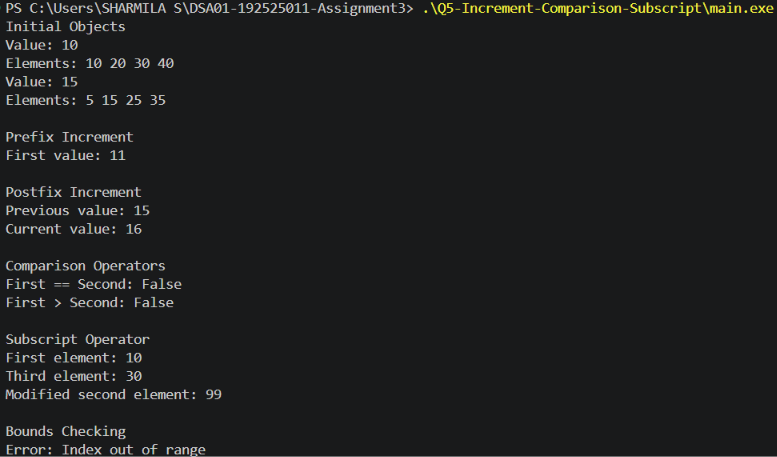 PS C:\Users\SHARMILA S\DSA01-192525011-Assignment3> .\Q5-Increment-Comparison-Subscript\main.exe
Initial Objects
Value: 10
Elements: 10 20 30 40
Value: 15
Elements: 5 15 25 35
Prefix Increment
First value: 11
Postfix Increment
Previous value: 15
Current value: 16
Comparison Operators
First == Second: False
First > Second: False
Subscript Operator
First element: 10
Third element: 30
Modified second element: 99
Bounds Checking
Error: Index out of range